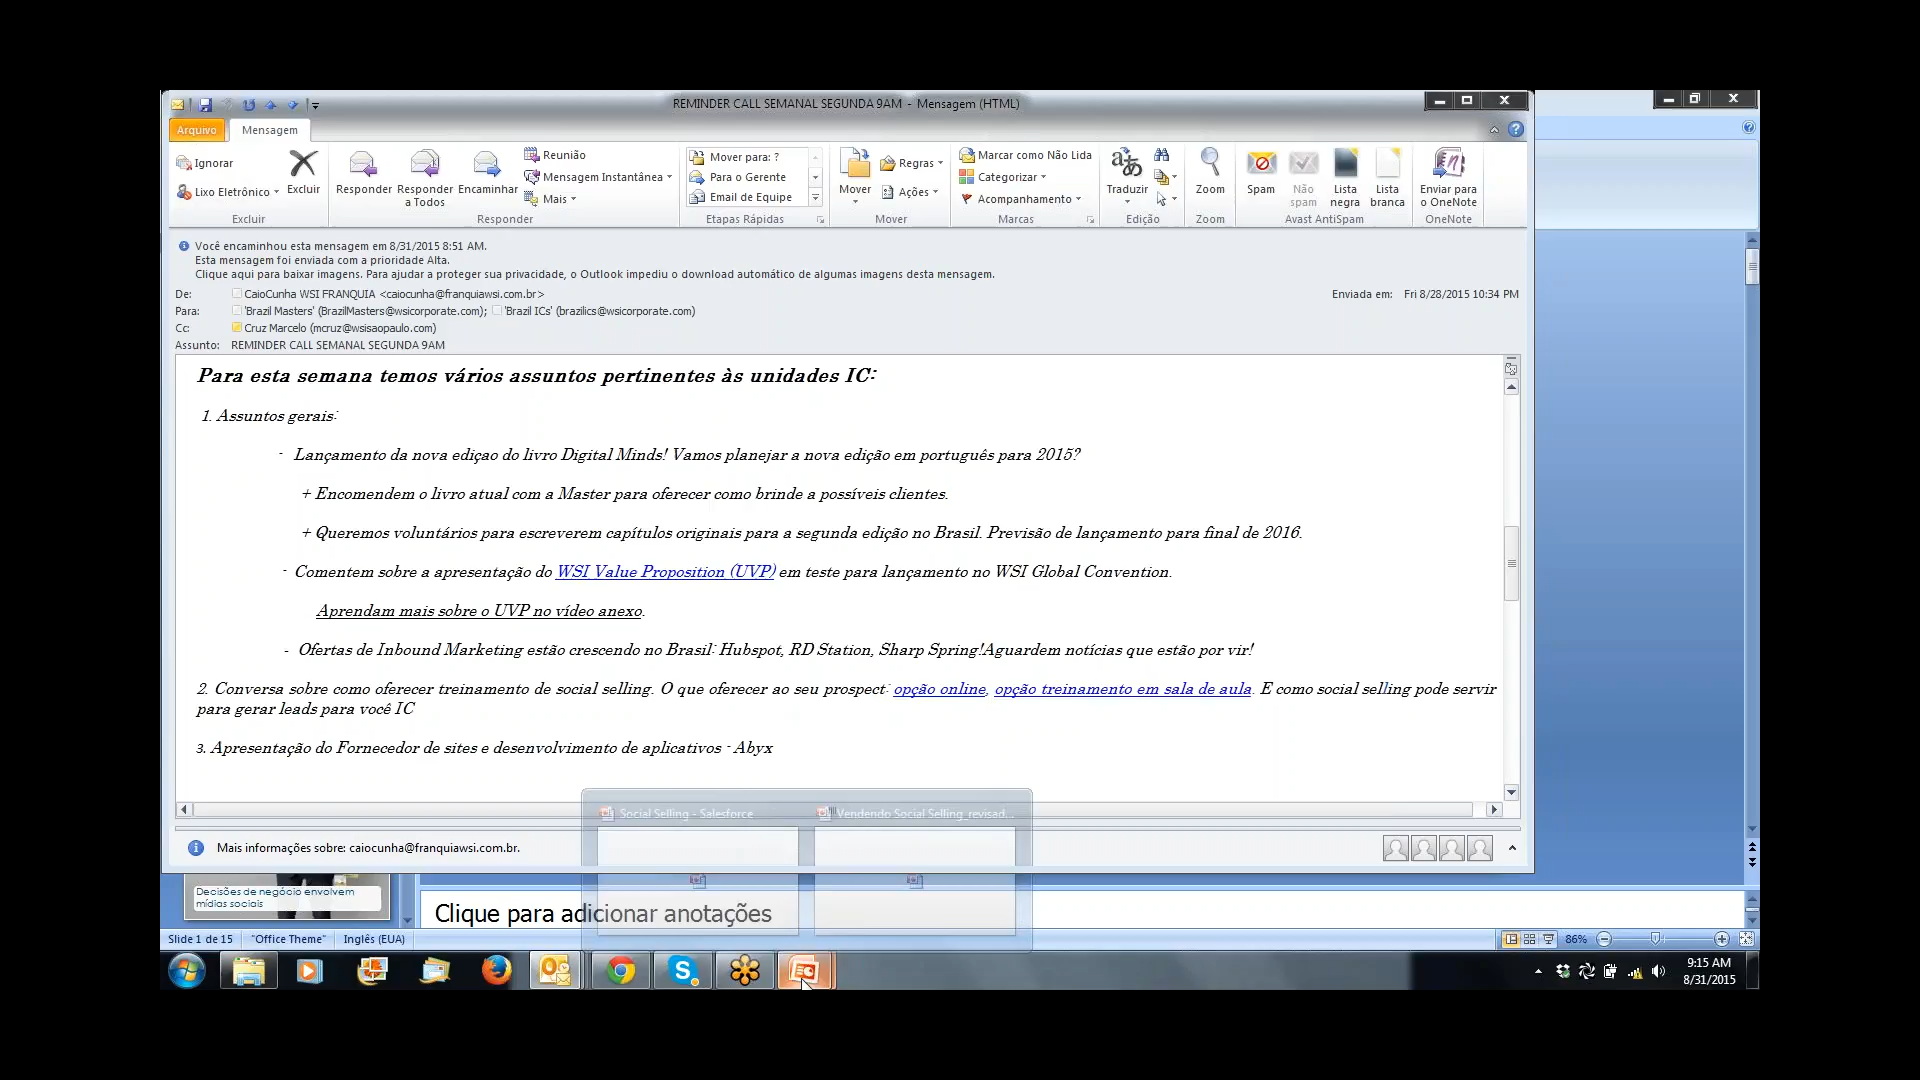 REMINDER CALL SEMANAL SEGUNDA 9AM - Mensagem (HTML)
Arquivo
Mensagem
Ignorar
Lixo Eletrônico
Excluir
Excluir
Responder
Responder a Todos
Encaminhar
Reunião
Mensagem Instantânea
Mais
Responder
Mover para: ?
Para o Gerente
Email de Equipe
Etapas Rápidas
Mover
Regras
Ações
Mover
Marcar como Não Lida
Categorizar
Acompanhamento
Marcas
Traduzir
Edição
Zoom
Zoom
Spam
Não spam
Lista negra
Lista branca
Avast AntiSpam
Enviar para o OneNote
OneNote
Você encaminhou esta mensagem em 8/31/2015 8:51 AM.
Esta mensagem foi enviada com a prioridade Alta.
Clique aqui para baixar imagens. Para ajudar a proteger sua privacidade, o Outlook impediu o download automático de algumas imagens desta mensagem.
De: CaioCunha WSI FRANQUIA <caiocunha@franquiawsi.com.br>
Enviada em: Fri 8/28/2015 10:34 PM
Para: 'Brazil Masters' (BrazilMasters@wsicorporate.com); 'Brazil ICs' (brazilics@wsicorporate.com)
Cc: Cruz Marcelo (mcruz@wsisaopaulo.com)
Assunto: REMINDER CALL SEMANAL SEGUNDA 9AM
Para esta semana temos vários assuntos pertinentes às unidades IC:
1. Assuntos gerais:
- Lançamento da nova ediçao do livro Digital Minds! Vamos planejar a nova edição em português para 2015?
+ Encomendem o livro atual com a Master para oferecer como brinde a possíveis clientes.
+ Queremos voluntários para escreverem capítulos originais para a segunda edição no Brasil. Previsão de lançamento para final de 2016.
- Comentem sobre a apresentação do WSI Value Proposition (UVP) em teste para lançamento no WSI Global Convention.
Aprendam mais sobre o UVP no vídeo anexo.
- Ofertas de Inbound Marketing estão crescendo no Brasil: Hubspot, RD Station, Sharp Spring!Aguardem notícias que estão por vir!
2. Conversa sobre como oferecer treinamento de social selling. O que oferecer ao seu prospect: opção online, opção treinamento em sala de aula. E como social selling pode servir
para gerar leads para você IC
3. Apresentação do Fornecedor de sites e desenvolvimento de aplicativos - Abyx
Social Selling - Salesforce
Vendendo Social Selling_revisad...
Mais informações sobre: caiocunha@franquiawsi.com.br.
Decisões de negócio envolvem
mídias sociais
Clique para adicionar anotações
Slide 1 de 15
"Office Theme"
Inglês (EUA)
86%
9:15 AM
8/31/2015